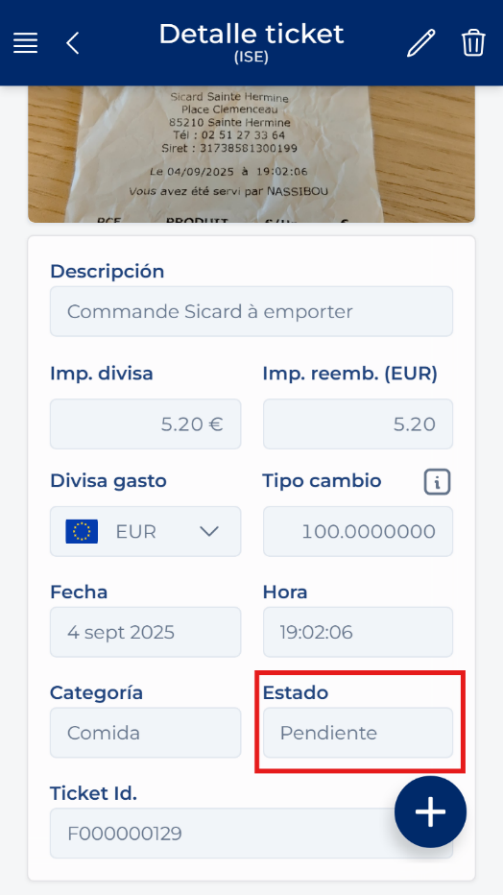 Detalle ticket
(ISE)
Sicard Sainte Hermine
Place Clemenceau
85210 Sainte Hermine
Tél : 02 51 27 33 64
Siret : 31738581300199
Le 04/09/2025 à 19:02:06
Vous avez été servi par NASSIBOU
PCE PRODUIT €
Descripción
Commande Sicard à emporter
Imp. divisa Imp. reemb. (EUR)
5.20 € 5.20
Divisa gasto Tipo cambio i
EUR 100.0000000
Fecha Hora
4 sept 2025 19:02:06
Categoría Estado
Comida Pendiente
Ticket Id.
F000000129